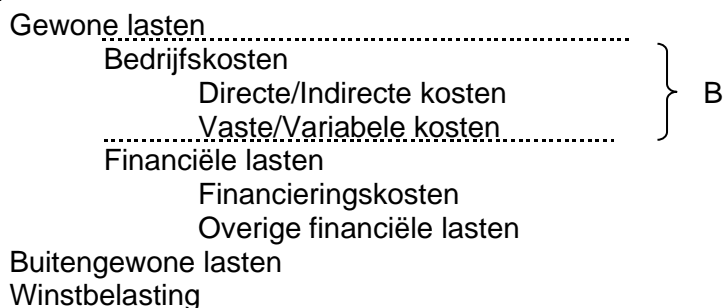 Gewone lasten
Bedrijfskosten
Directe/Indirecte kosten
B
Vaste/Variabele kosten
Financiële lasten
Financieringskosten
Overige financiële lasten
Buitengewone lasten
Winstbelasting